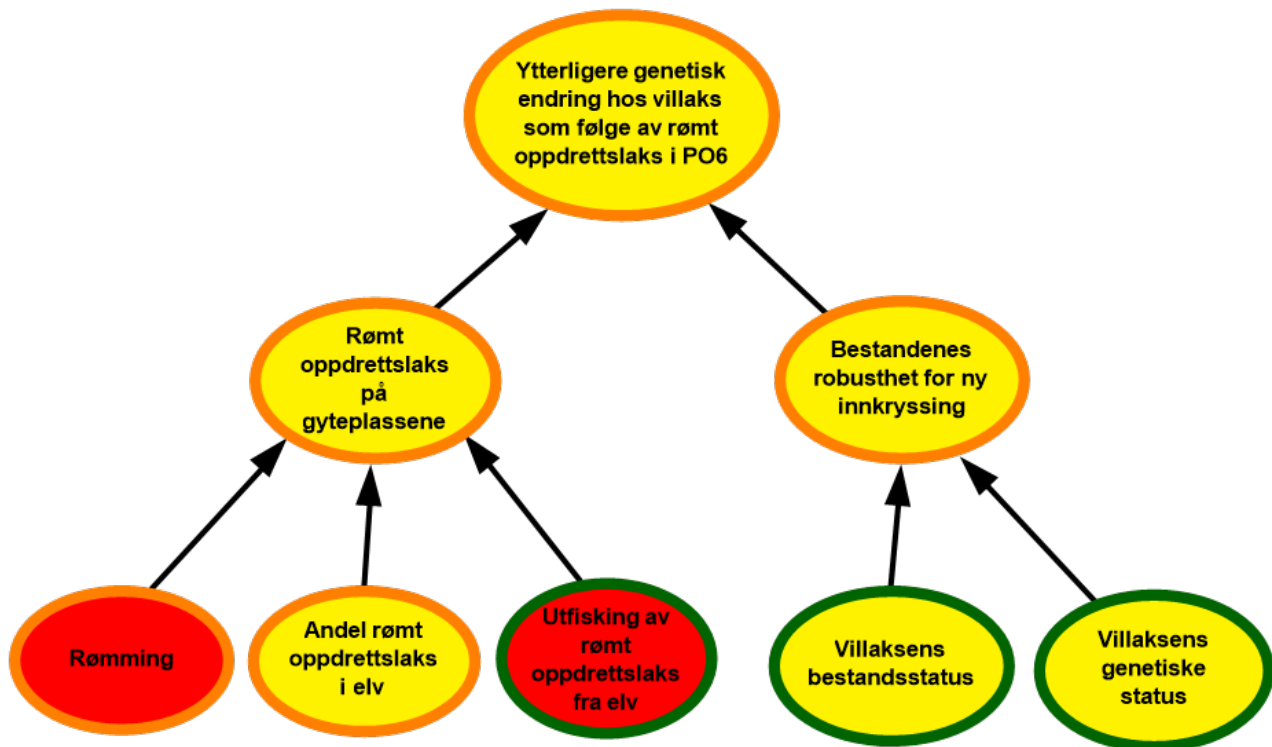 Ytterligere genetisk
endring hos villaks
som følge av rømt
oppdrettslaks i PO6
Rømt
oppdrettslaks
på
gyteplassene
Bestandenes
robusthet for ny
innkryssing
Rømming
Andel rømt
oppdrettslaks
i elv
Utfisking av
rømt
oppdrettslaks
fra elv
Villaksens
bestandsstatus
Villaksens
genetiske
status